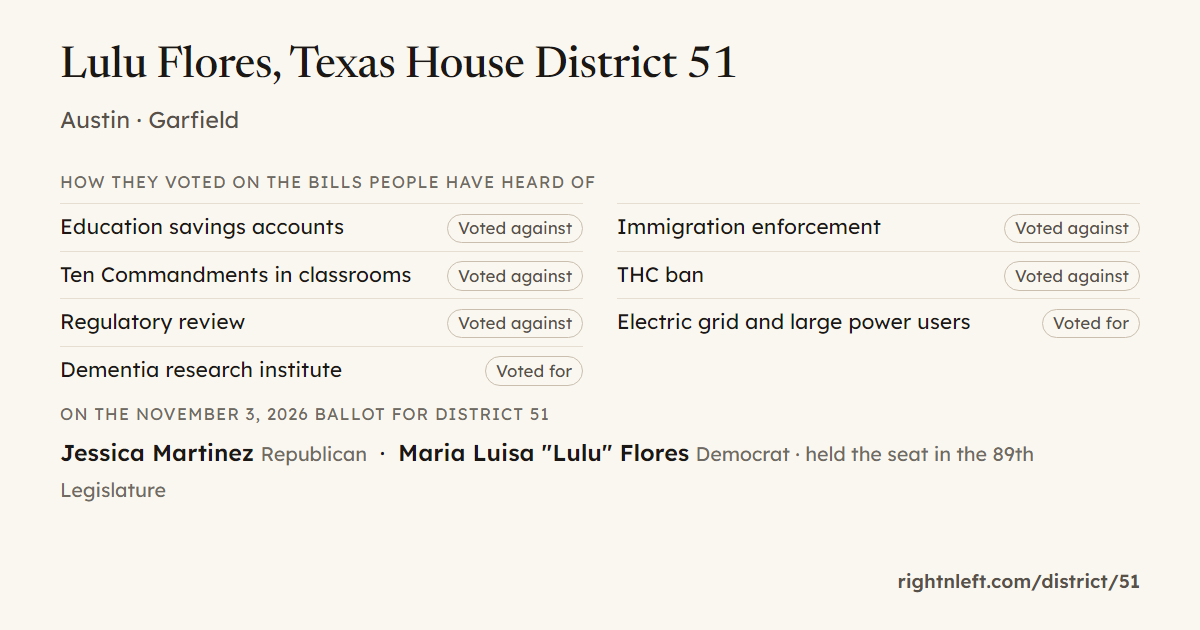 Lulu Flores, Texas House District 51
Austin · Garfield
HOW THEY VOTED ON THE BILLS PEOPLE HAVE HEARD OF
Education savings accounts Voted against
Immigration enforcement Voted against
Ten Commandments in classrooms Voted against
THC ban Voted against
Regulatory review Voted against
Electric grid and large power users Voted for
Dementia research institute Voted for
ON THE NOVEMBER 3, 2026 BALLOT FOR DISTRICT 51
Jessica Martinez Republican · Maria Luisa "Lulu" Flores Democrat · held the seat in the 89th
Legislature
rightnleft.com/district/51